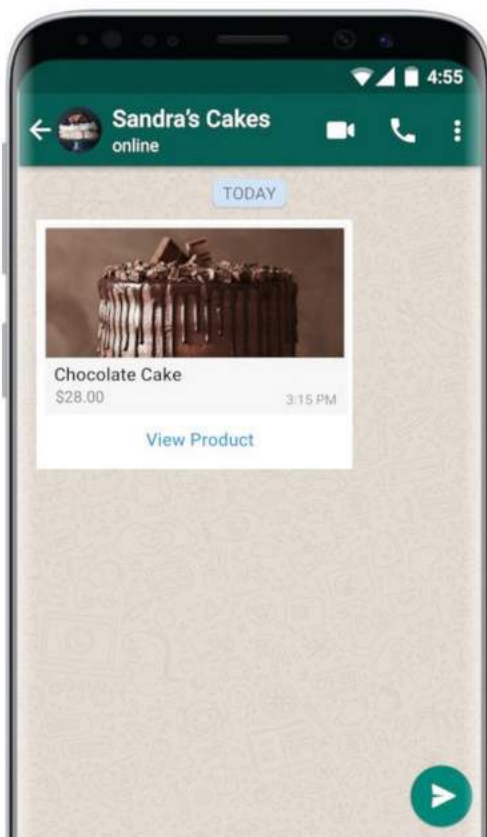 4:55
Sandra's Cakes
online
TODAY
Chocolate Cake
$28.00
3:15 PM
View Product